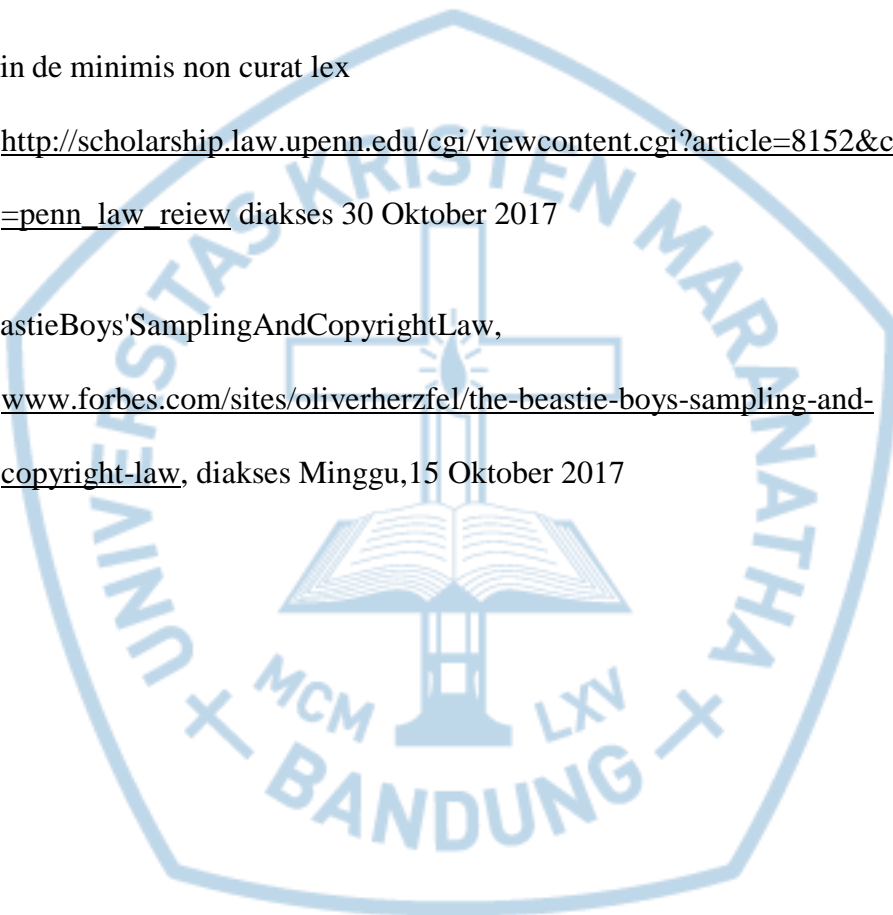 in de minimis non curat lex
http://scholarship.law.upenn.edu/cgi/viewcontent.cgi?article=8152&c
=penn_law_reiew diakses 30 Oktober 2017
astieBoys'SamplingAndCopyrightLaw,
www.forbes.com/sites/oliverherzfel/the-beastie-boys-sampling-and-
copyright-law, diakses Minggu,15 Oktober 2017
UNIVERSITAS KRISTEN MARANATHA
MCM LXV
BANDUNG